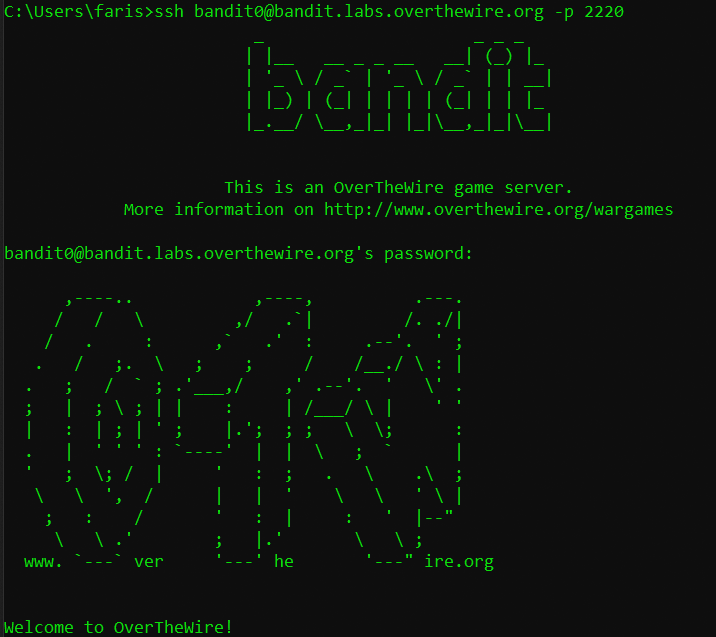 C:\Users\faris>ssh bandit0@bandit.labs.overthewire.org -p 2220
bandit
This is an OverTheWire game server.
More information on http://www.overthewire.org/wargames
bandit0@bandit.labs.overthewire.org's password:
www. ver he ire.org
Welcome to OverTheWire!